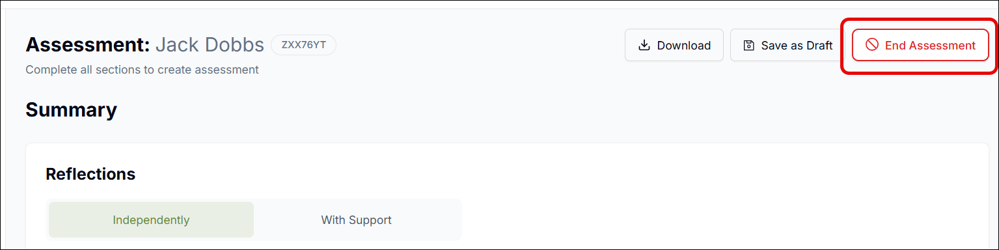 Assessment: Jack Dobbs ZXX76YT
Download
Save as Draft
End Assessment
Complete all sections to create assessment
Summary
Reflections
Independently
With Support